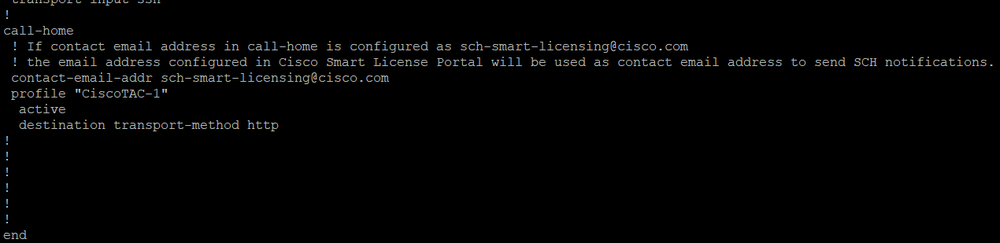 transport input ssh
!
call-home
! If contact email address in call-home is configured as sch-smart-licensing@cisco.com
! the email address configured in Cisco Smart License Portal will be used as contact email address to send SCH notifications.
contact-email-addr sch-smart-licensing@cisco.com
profile "CiscoTAC-1"
active
destination transport-method http
!
!
!
!
!
!
end